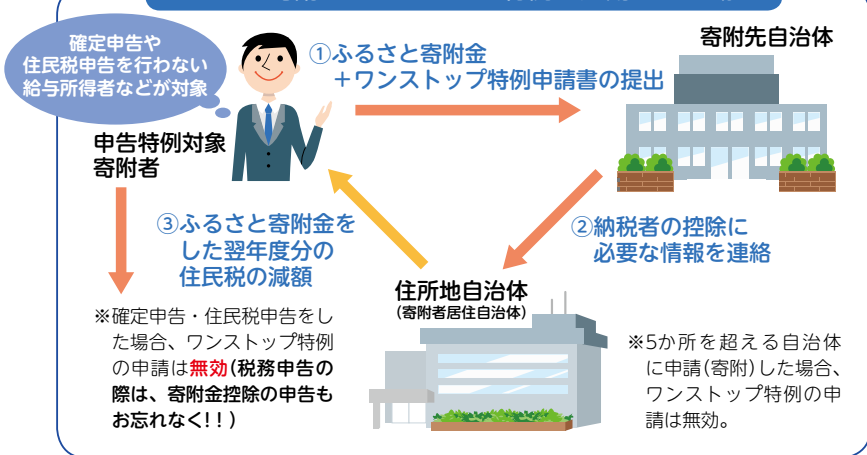 確定申告や
住民税申告を行わない
給与所得者などが対象
申告特例対象
寄附者
①ふるさと寄附金
＋ワンストップ特例申請書の提出
寄附先自治体
②納税者の控除に
必要な情報を連絡
③ふるさと寄附金を
した翌年度分の
住民税の減額
住所地自治体
(寄附者居住自治体)
※確定申告・住民税申告をし
た場合、ワンストップ特例
の申請は無効(税務申告の
際は、寄附金控除の申告も
お忘れなく!！)
※5か所を超える自治体
に申請(寄附)した場合、
ワンストップ特例の申
請は無効。